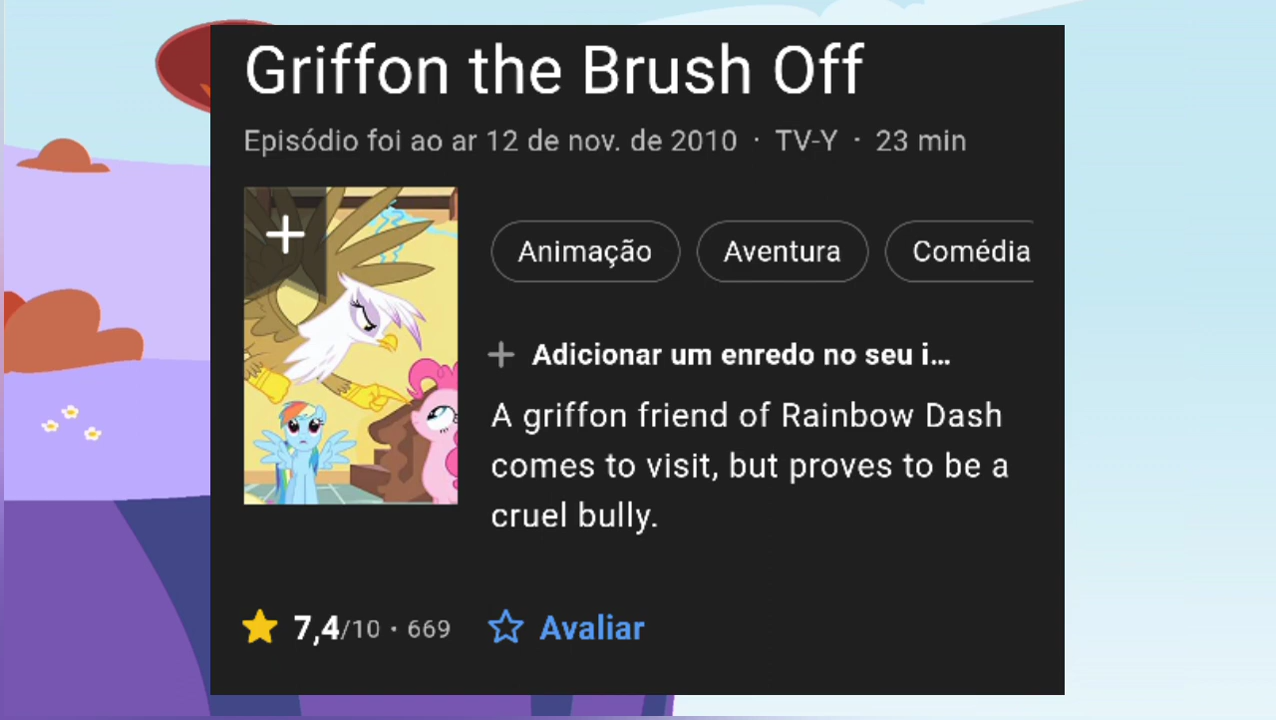 Griffon the Brush Off
Episódio foi ao ar 12 de nov. de 2010 · TV-Y · 23 min
Animação Aventura Comédia
+ Adicionar um enredo no seu i...
A griffon friend of Rainbow Dash
comes to visit, but proves to be a
cruel bully.
7,4/10 · 669 Avaliar